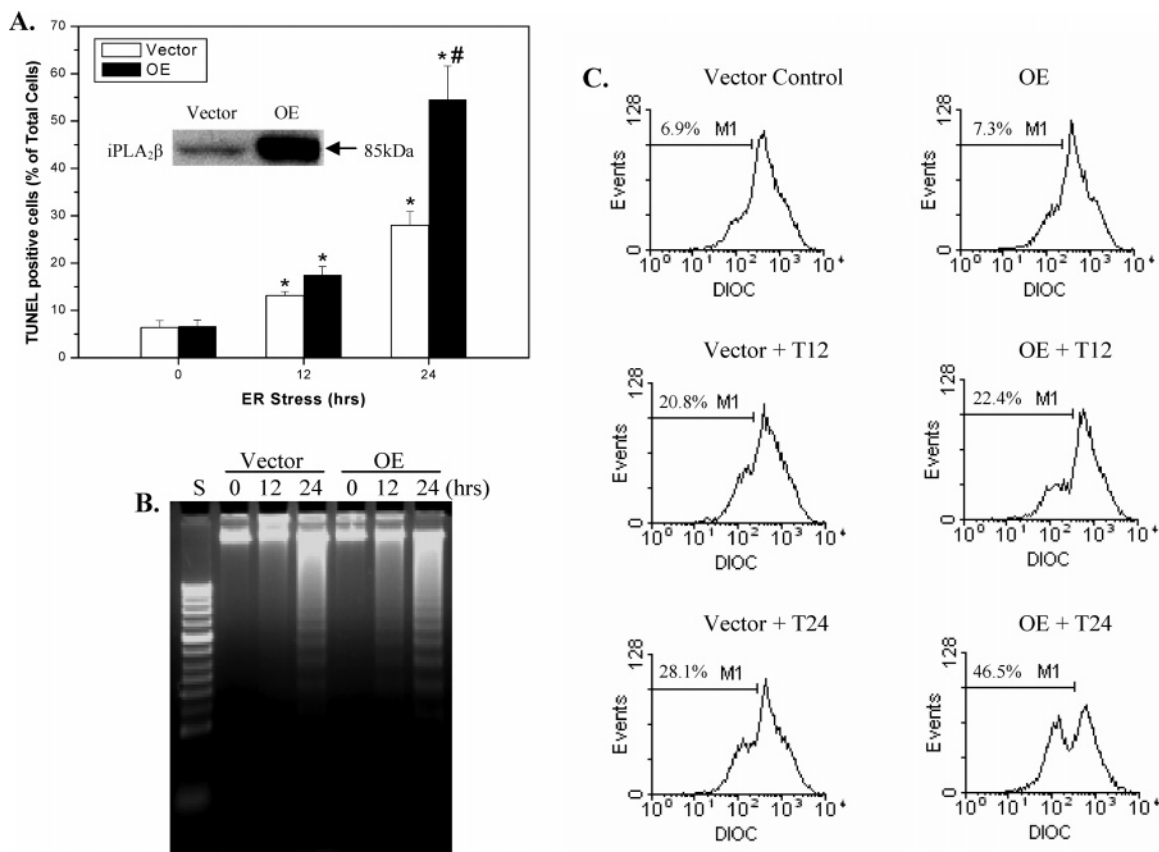 A.
70
60
50
40
30
20
10
0
TUNEL positive cells (% of Total Cells)
Vector
OE
* #
*
*
*
Vector OE
iPLA₂β 85kDa
0 12 24
ER Stress (hrs)
B.
Vector OE
S 0 12 24 0 12 24 (hrs)
C.
Vector Control
128
6.9% M1
Events
0
10⁰ 10¹ 10² 10³ 10⁴
DIOC
OE
128
7.3% M1
Events
0
10⁰ 10¹ 10² 10³ 10⁴
DIOC
Vector + T12
128
20.8% M1
Events
0
10⁰ 10¹ 10² 10³ 10⁴
DIOC
OE + T12
128
22.4% M1
Events
0
10⁰ 10¹ 10² 10³ 10⁴
DIOC
Vector + T24
128
28.1% M1
Events
0
10⁰ 10¹ 10² 10³ 10⁴
DIOC
OE + T24
128
46.5% M1
Events
0
10⁰ 10¹ 10² 10³ 10⁴
DIOC